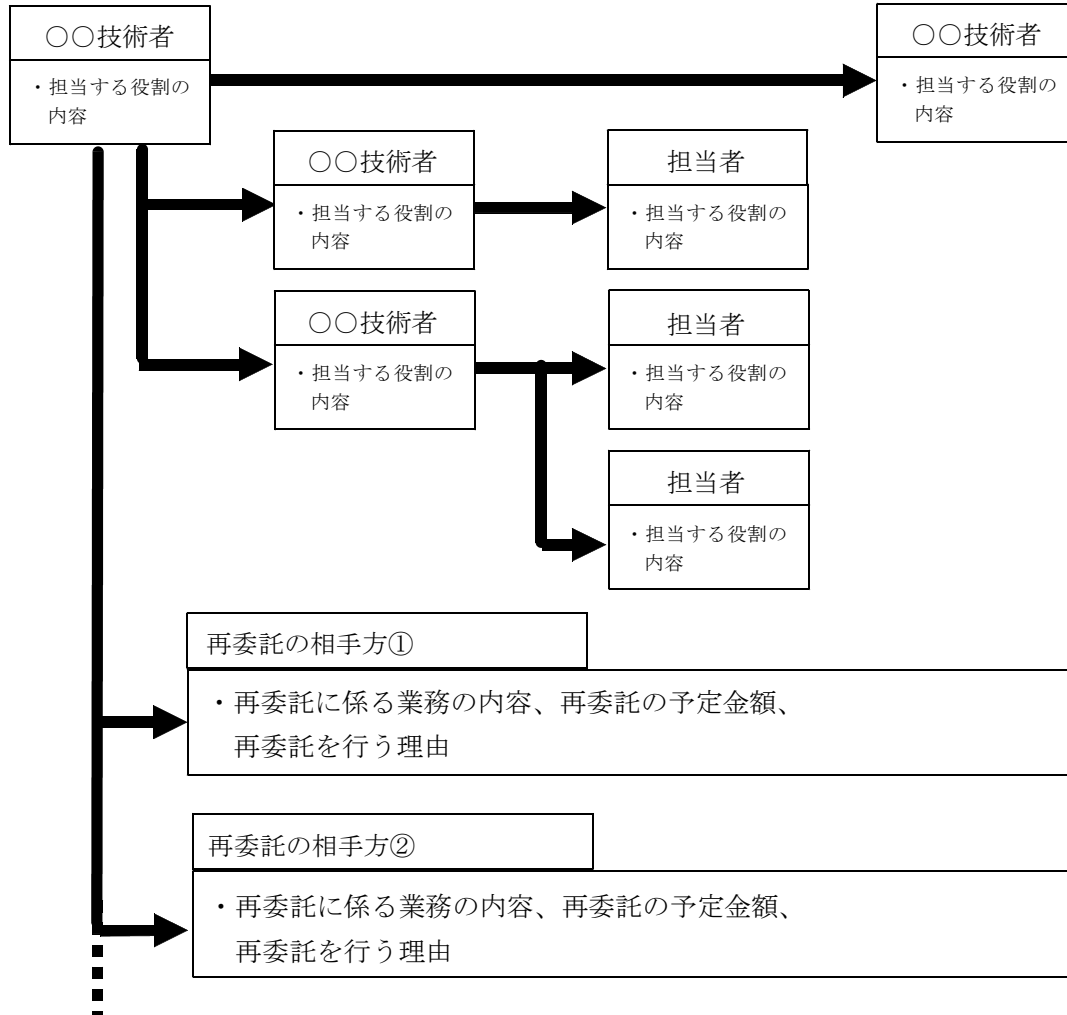 〇〇技術者
・担当する役割の
内容
〇〇技術者
・担当する役割の
内容
〇〇技術者
・担当する役割の
内容
担当者
・担当する役割の
内容
〇〇技術者
・担当する役割の
内容
担当者
・担当する役割の
内容
担当者
・担当する役割の
内容
再委託の相手方①
・再委託に係る業務の内容、再委託の予定金額、
再委託を行う理由
再委託の相手方②
・再委託に係る業務の内容、再委託の予定金額、
再委託を行う理由